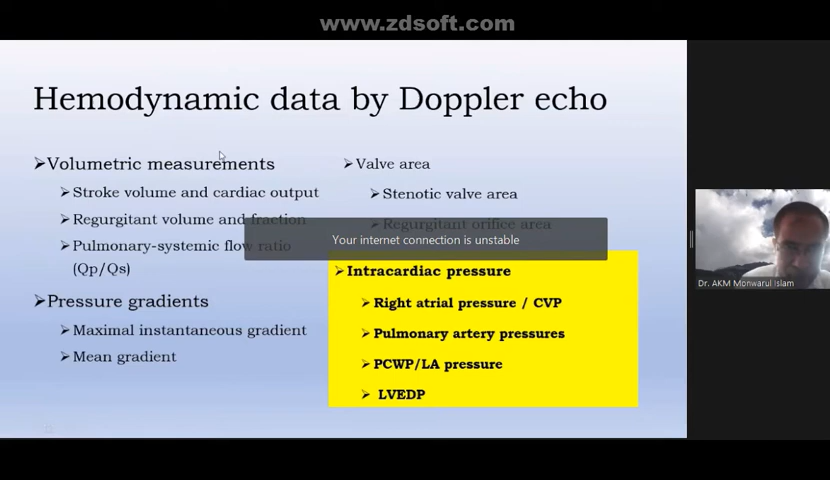 www.zdsoft.com
Hemodynamic data by Doppler echo
Volumetric measurements
Stroke volume and cardiac output
Regurgitant volume and fraction
Pulmonary-systemic flow ratio
(Qp/Qs)
Pressure gradients
Maximal instantaneous gradient
Mean gradient
Valve area
Stenotic valve area
Regurgitant orifice area
Your internet connection is unstable
Intracardiac pressure
Right atrial pressure / CVP
Pulmonary artery pressures
PCWP/LA pressure
LVEDP
Dr. AKM Monwarul Islam